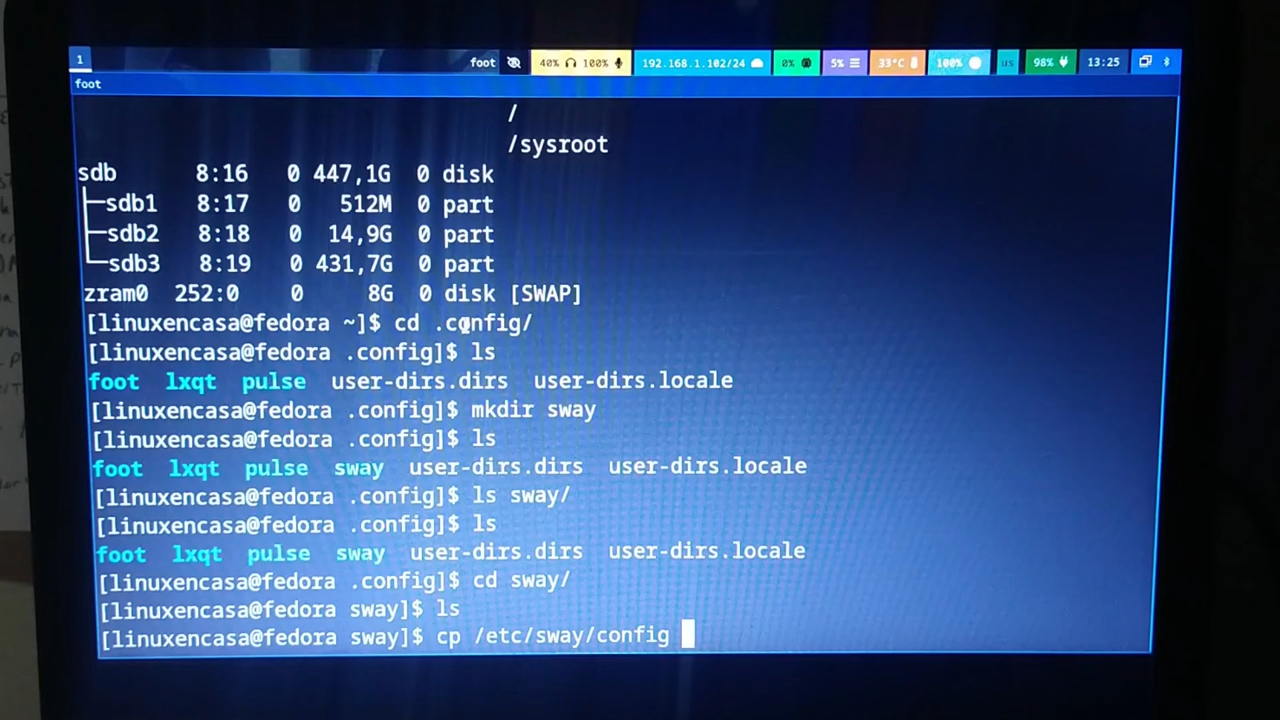 1 foot 40% 100% 192.168.1.102/24 0% 5% 33°C 100% us 98% 13:25
foot
/
/sysroot
sdb 8:16 0 447,1G 0 disk
├─sdb1 8:17 0 512M 0 part
├─sdb2 8:18 0 14,9G 0 part
└─sdb3 8:19 0 431,7G 0 part
zram0 252:0 0 8G 0 disk [SWAP]
[linuxencasa@fedora ~]$ cd .config/
[linuxencasa@fedora .config]$ ls
foot lxqt pulse user-dirs.dirs user-dirs.locale
[linuxencasa@fedora .config]$ mkdir sway
[linuxencasa@fedora .config]$ ls
foot lxqt pulse sway user-dirs.dirs user-dirs.locale
[linuxencasa@fedora .config]$ ls sway/
[linuxencasa@fedora .config]$ ls
foot lxqt pulse sway user-dirs.dirs user-dirs.locale
[linuxencasa@fedora .config]$ cd sway/
[linuxencasa@fedora sway]$ ls
[linuxencasa@fedora sway]$ cp /etc/sway/config